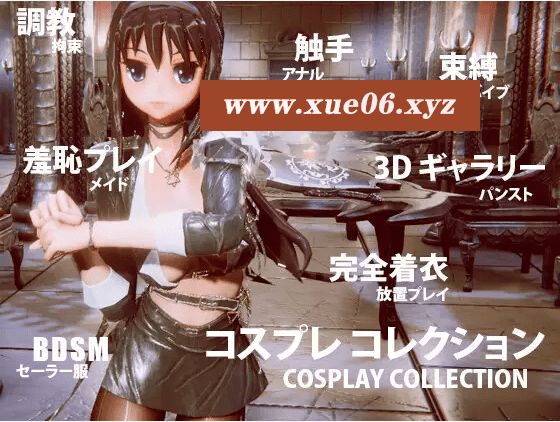 調教
拘束
触手
アナル
束縛
イブ
www.xue06.xyz
羞恥プレイ
メイド
3D ギャラリー
パンスト
完全着衣
放置プレイ
BDSM
セーラー服
コスプレ コレクション
COSPLAY COLLECTION